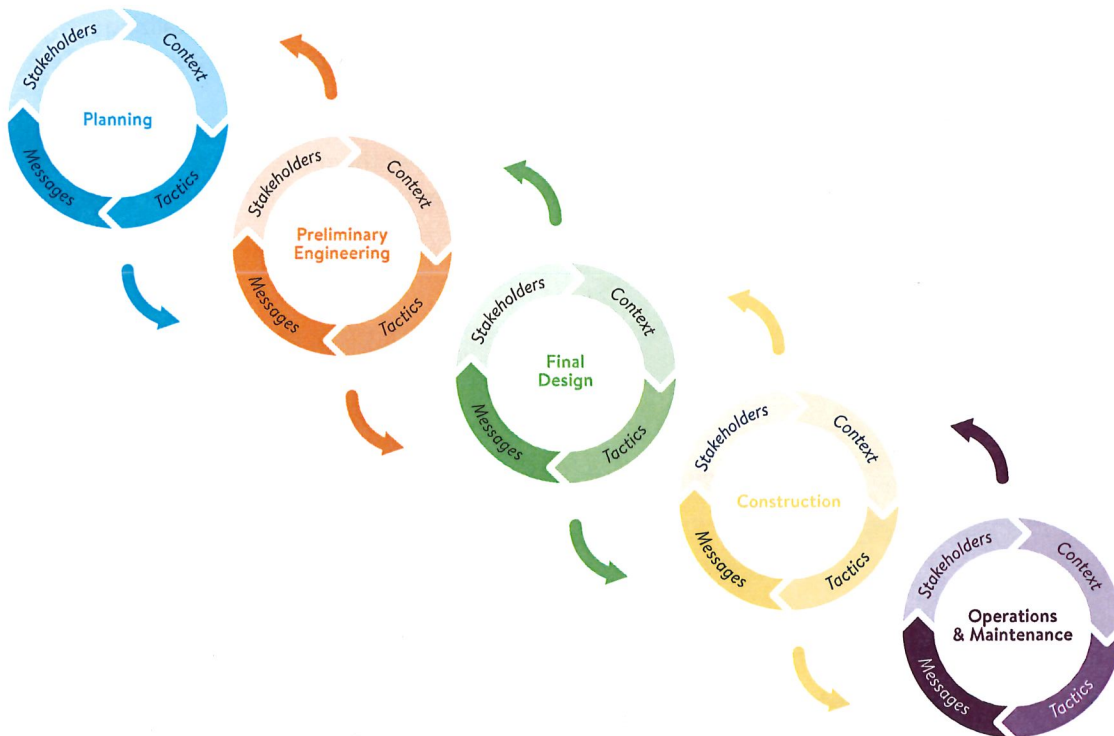 Stakeholders
Context
Planning
Messages
Tactics
Stakeholders
Context
Preliminary
Engineering
Messages
Tactics
Stakeholders
Context
Final
Design
Messages
Tactics
Stakeholders
Context
Construction
Messages
Tactics
Stakeholders
Context
Operations
& Maintenance
Messages
Tactics